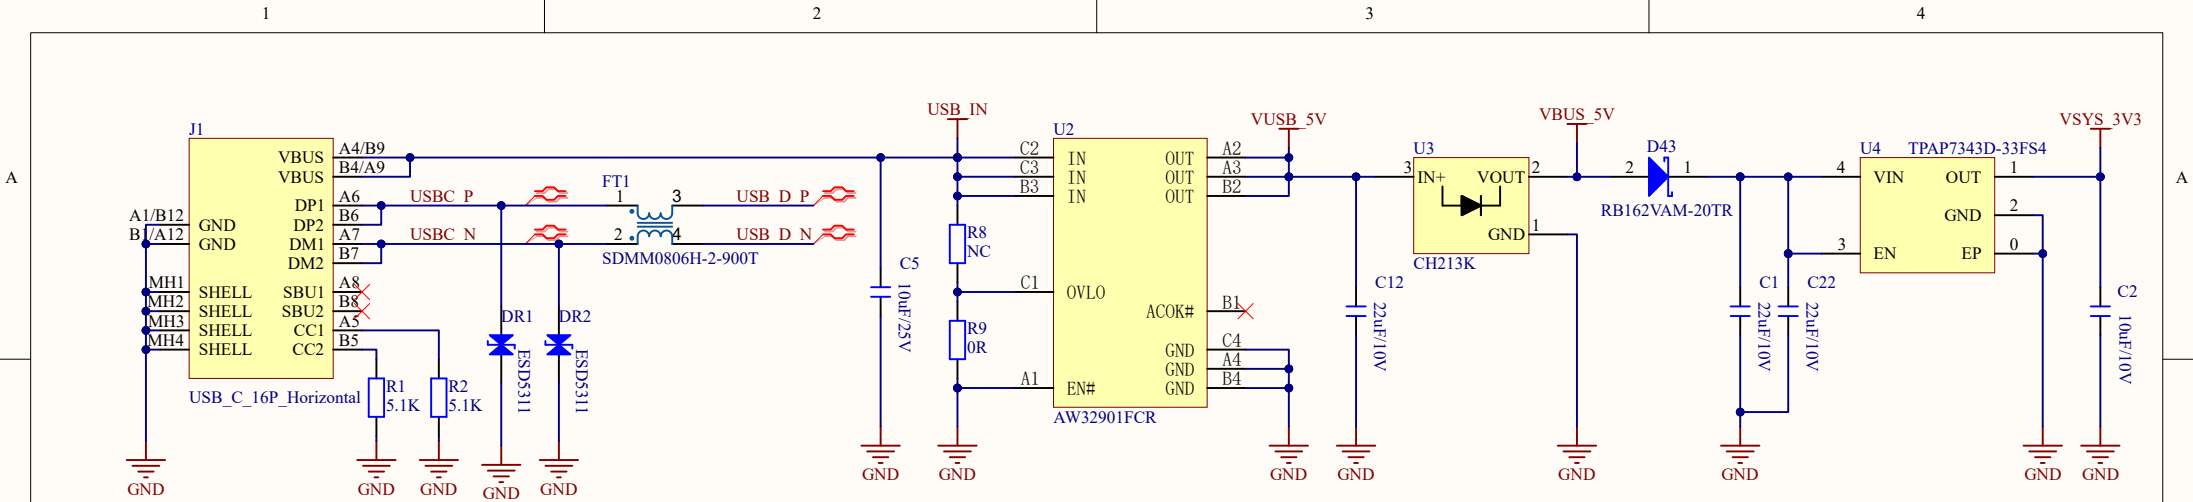 1 2 3 4
A A
J1
VBUS A4/B9
VBUS B4/A9
DP1 A6
DP2 B6
DM1 A7
DM2 B7
A1/B12 GND
B1/A12 GND
MH1 SHELL
MH2 SHELL
MH3 SHELL
MH4 SHELL
SBU1 A8
SBU2 B8
CC1 A5
CC2 B5
USB_C_16P_Horizontal
R1
5.1K
R2
5.1K
USBC_P
USBC_N
DR1
ESD5311
DR2
ESD5311
FT1
1 3
2 4
SDMM0806H-2-900T
USB_D_P
USB_D_N
C5
10uF/25V
USB_IN
R8
NC
R9
0R
U2
C2 IN
C3 IN
B3 IN
C1 OVLO
A1 EN#
OUT A2
OUT A3
OUT B2
ACOK# B1
GND C4
GND A4
GND B4
AW32901FCR
VUSB_5V
C12
22uF/10V
U3
3 IN+ VOUT 2
GND 1
CH213K
VBUS_5V
D43
2 1
RB162VAM-20TR
C1
22uF/10V
C22
22uF/10V
U4 TPAP7343D-33FS4
4 VIN OUT 1
GND 2
3 EN EP 0
VSYS_3V3
C2
10uF/10V
GND GND GND GND GND GND GND GND GND GND GND GND GND